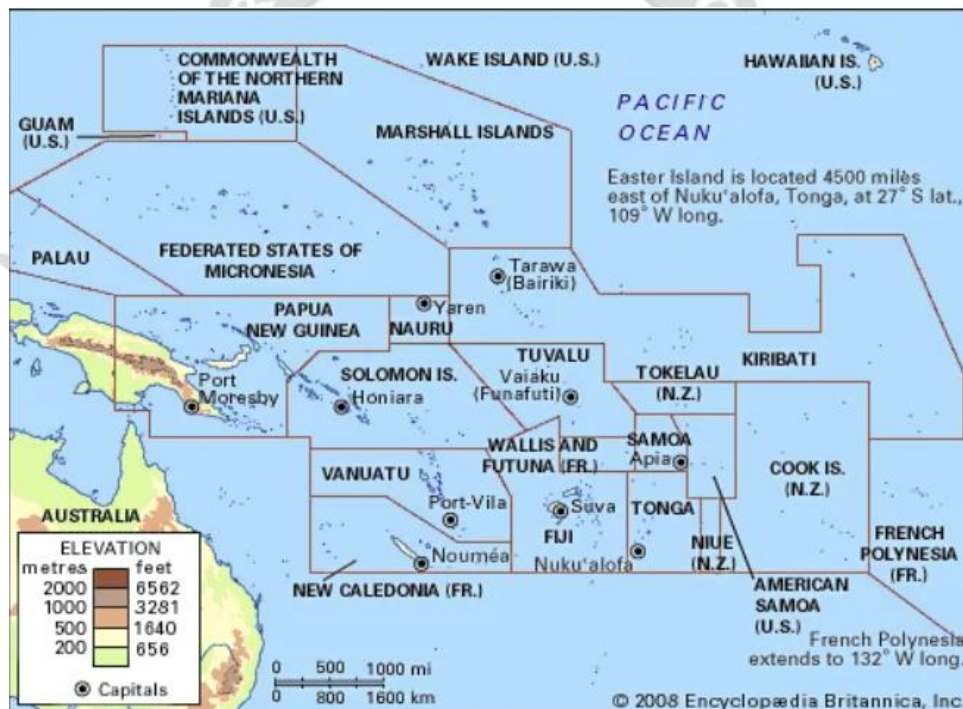 COMMONWEALTH
OF THE NORTHERN
MARIANA
ISLANDS (U.S.)
WAKE ISLAND (U.S.)
HAWAIIAN IS.
(U.S.)
GUAM
(U.S.)
MARSHALL ISLANDS
PACIFIC
OCEAN
Easter Island is located 4500 miles
east of Nukuʻalofa, Tonga, at 27° S lat.,
109° W long.
PALAU
FEDERATED STATES OF
MICRONESIA
Tarawa
(Bairiki)
PAPUA
NEW GUINEA
Yaren
NAURU
KIRIBATI
TUVALU
Vaiaku
(Funafuti)
TOKELAU
(N.Z.)
Port
Moresby
SOLOMON IS.
Honiara
WALLIS AND
FUTUNA (FR.)
SAMOA
Apia
COOK IS.
(N.Z.)
VANUATU
Port-Vila
Suva
FIJI
TONGA
Nukuʻalofa
NIUE
(N.Z.)
FRENCH
POLYNESIA
(FR.)
AUSTRALIA
Nouméa
NEW CALEDONIA (FR.)
AMERICAN
SAMOA
(U.S.)
French Polynesia
extends to 132° W long.
ELEVATION
metres feet
2000 6562
1000 3281
500 1640
200 656
Capitals
0 500 1000 mi
0 800 1600 km
© 2008 Encyclopædia Britannica, Inc.